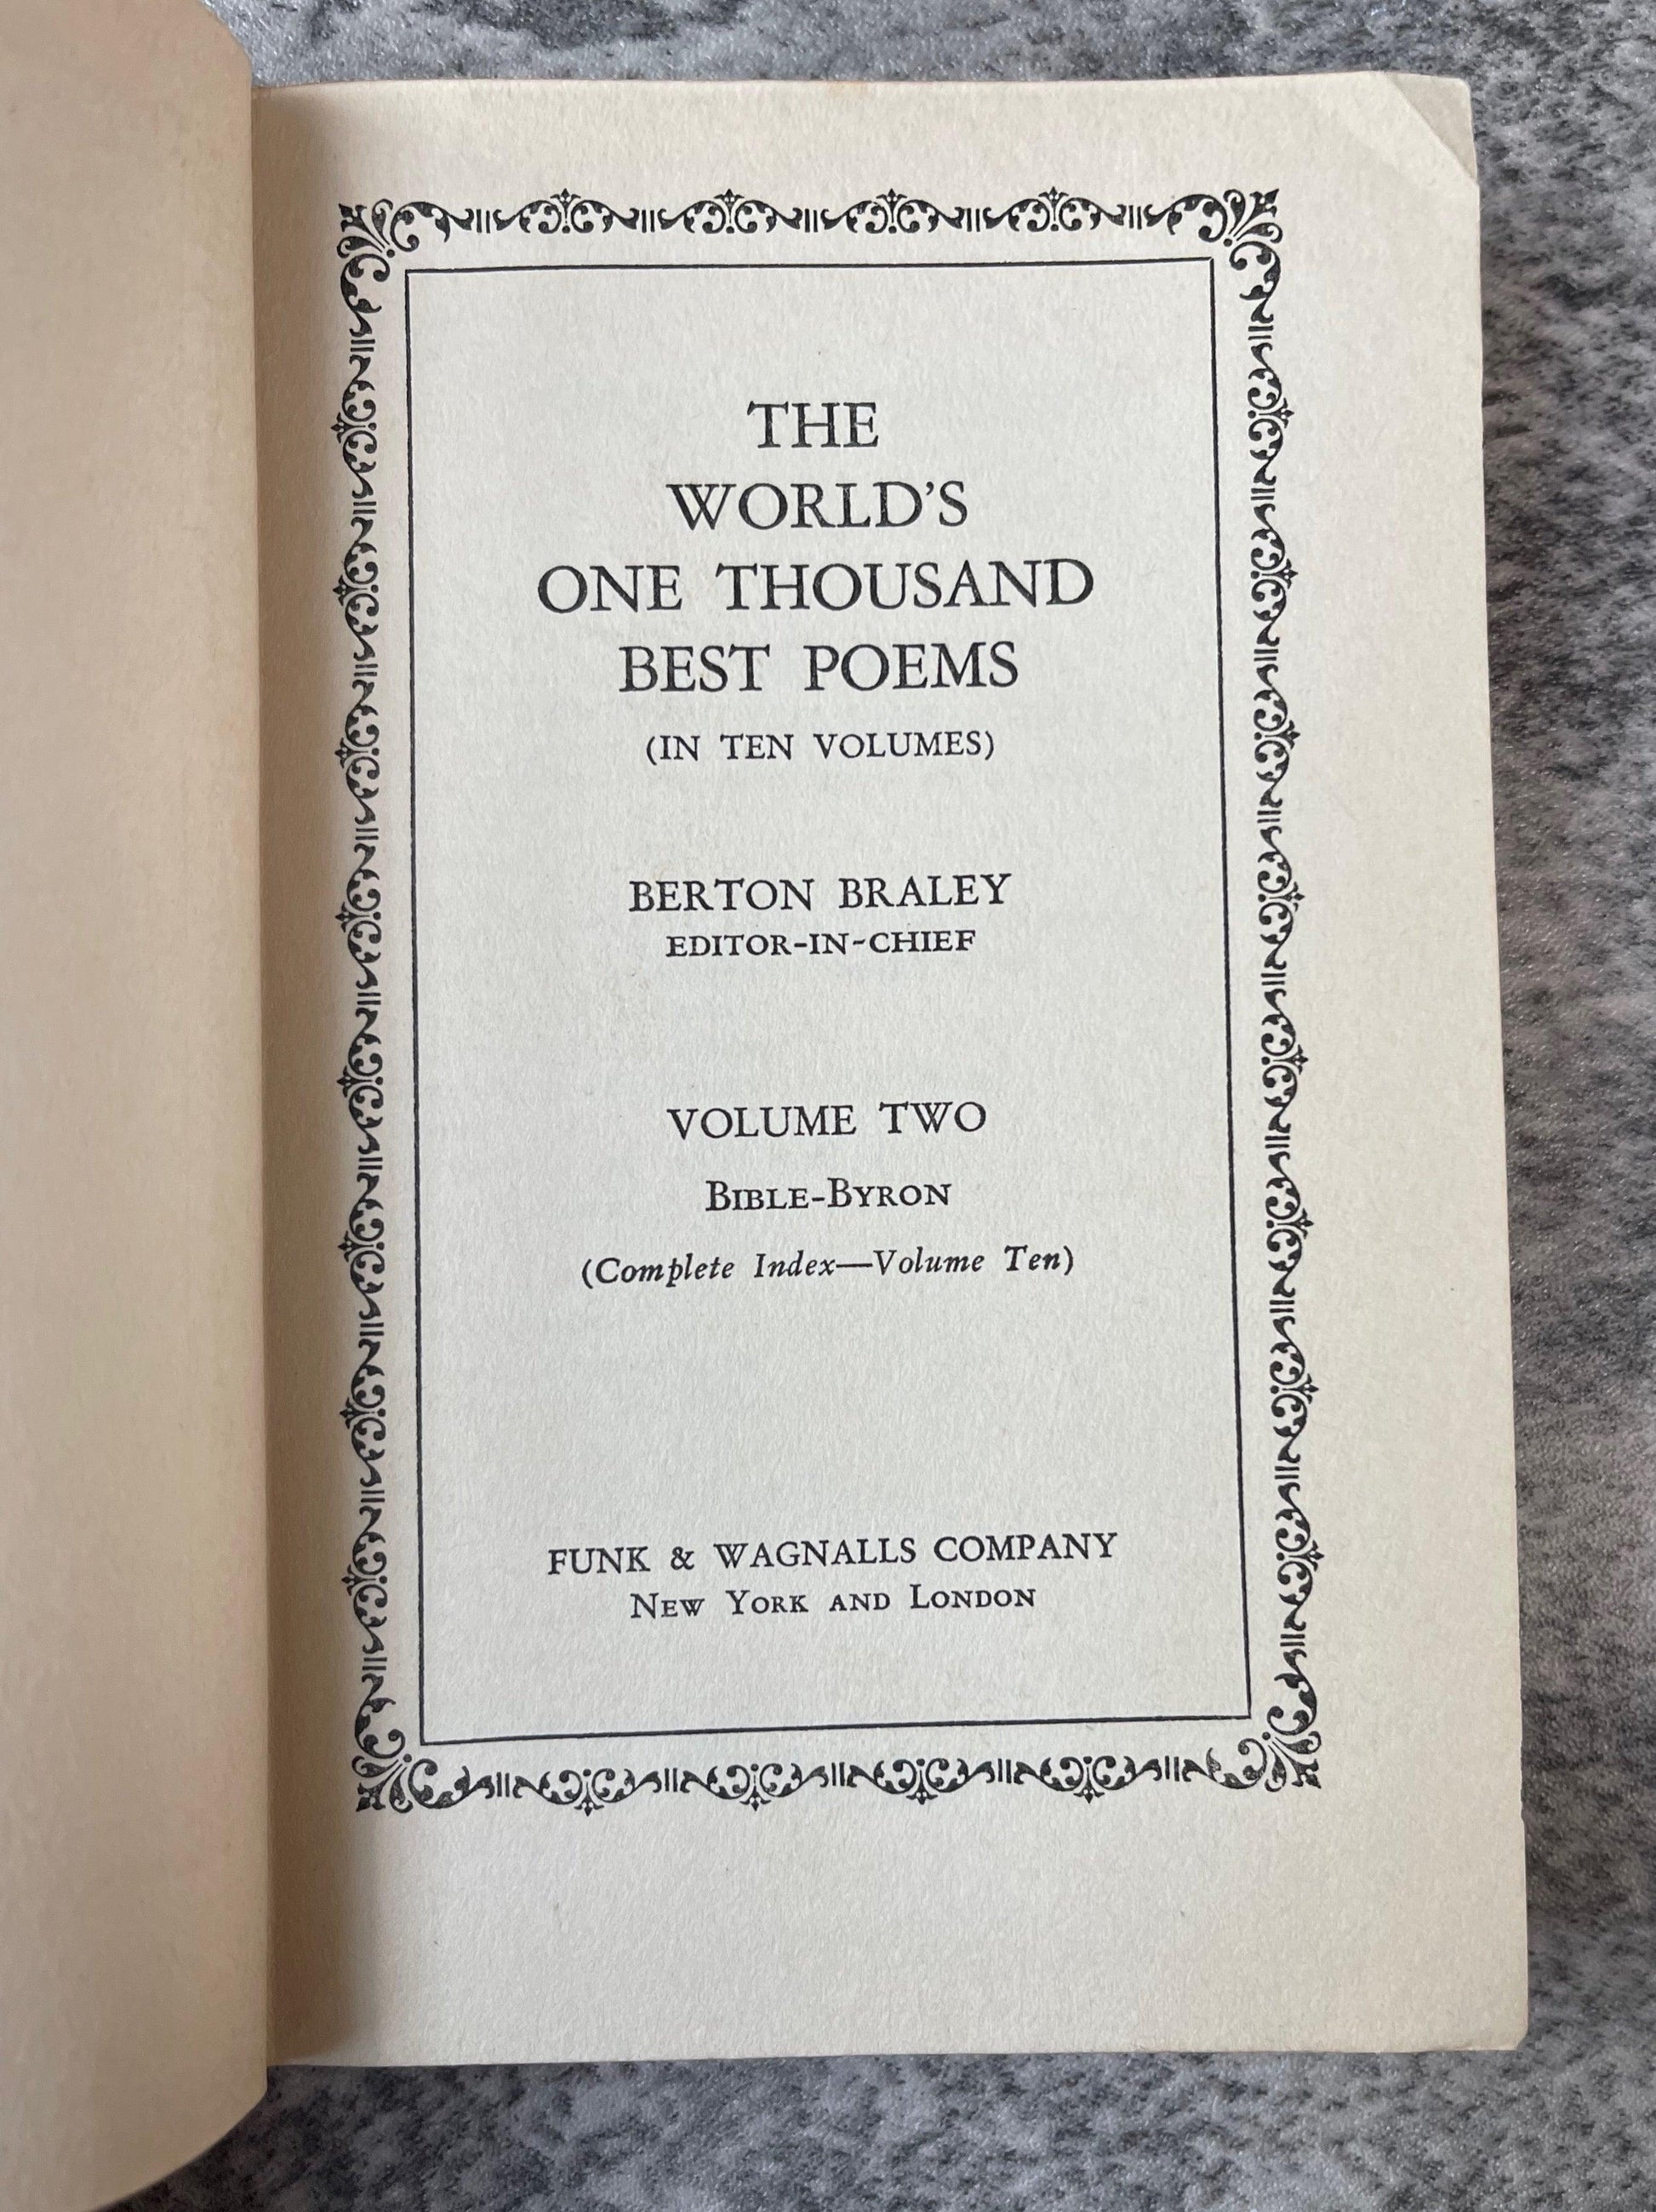 THE
WORLD'S
ONE THOUSAND
BEST POEMS
(IN TEN VOLUMES)
BERTON BRALEY
EDITOR-IN-CHIEF
VOLUME TWO
BIBLE-BYRON
(Complete Index—Volume Ten)
FUNK & WAGNALLS COMPANY
NEW YORK AND LONDON